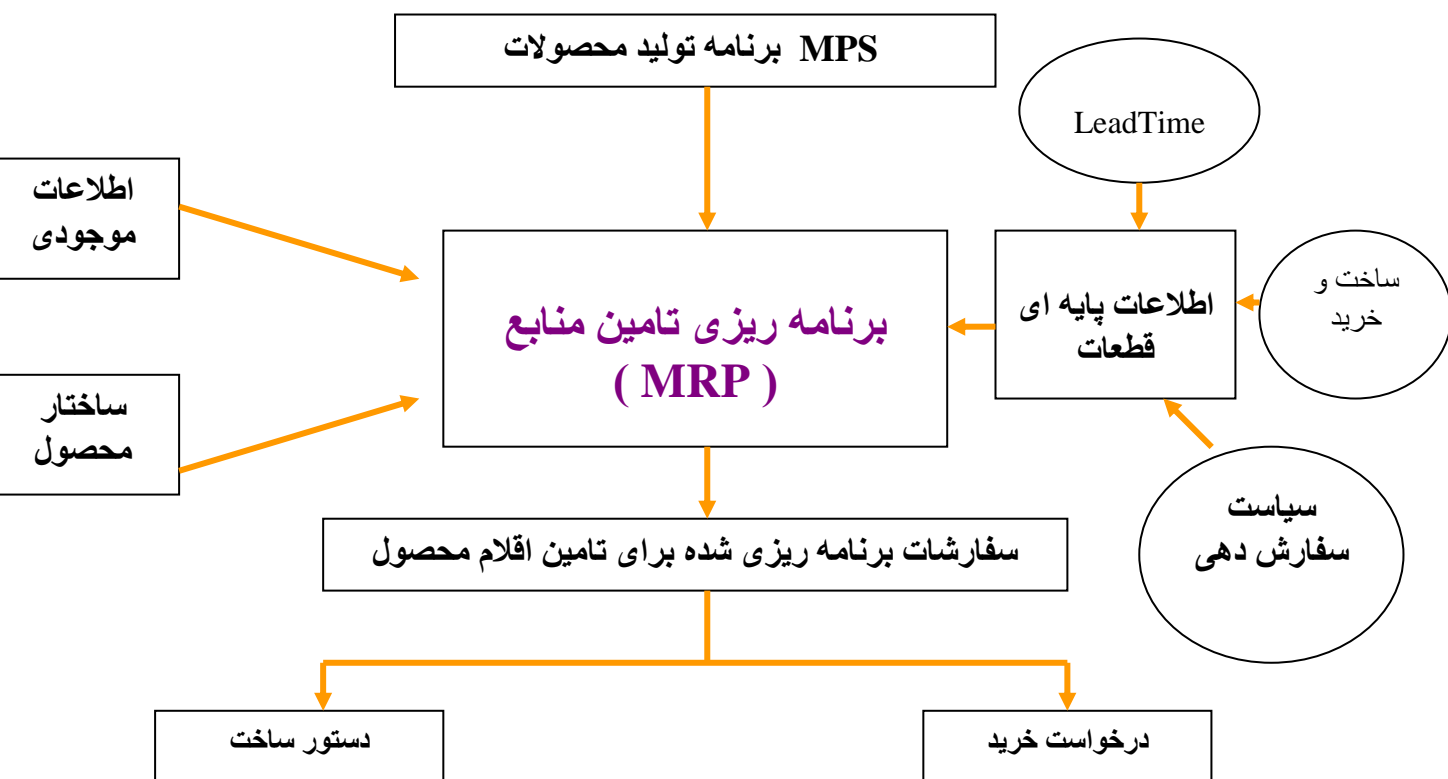 MPS برنامه تولید محصولات
LeadTime
اطلاعات
موجودی
ساخت و
خرید
اطلاعات پایه ای
قطعات
برنامه ریزی تامین منابع
( MRP )
ساختار
محصول
سیاست
سفارش دهی
سفارشات برنامه ریزی شده برای تامین اقلام محصول
درخواست خرید
دستور ساخت